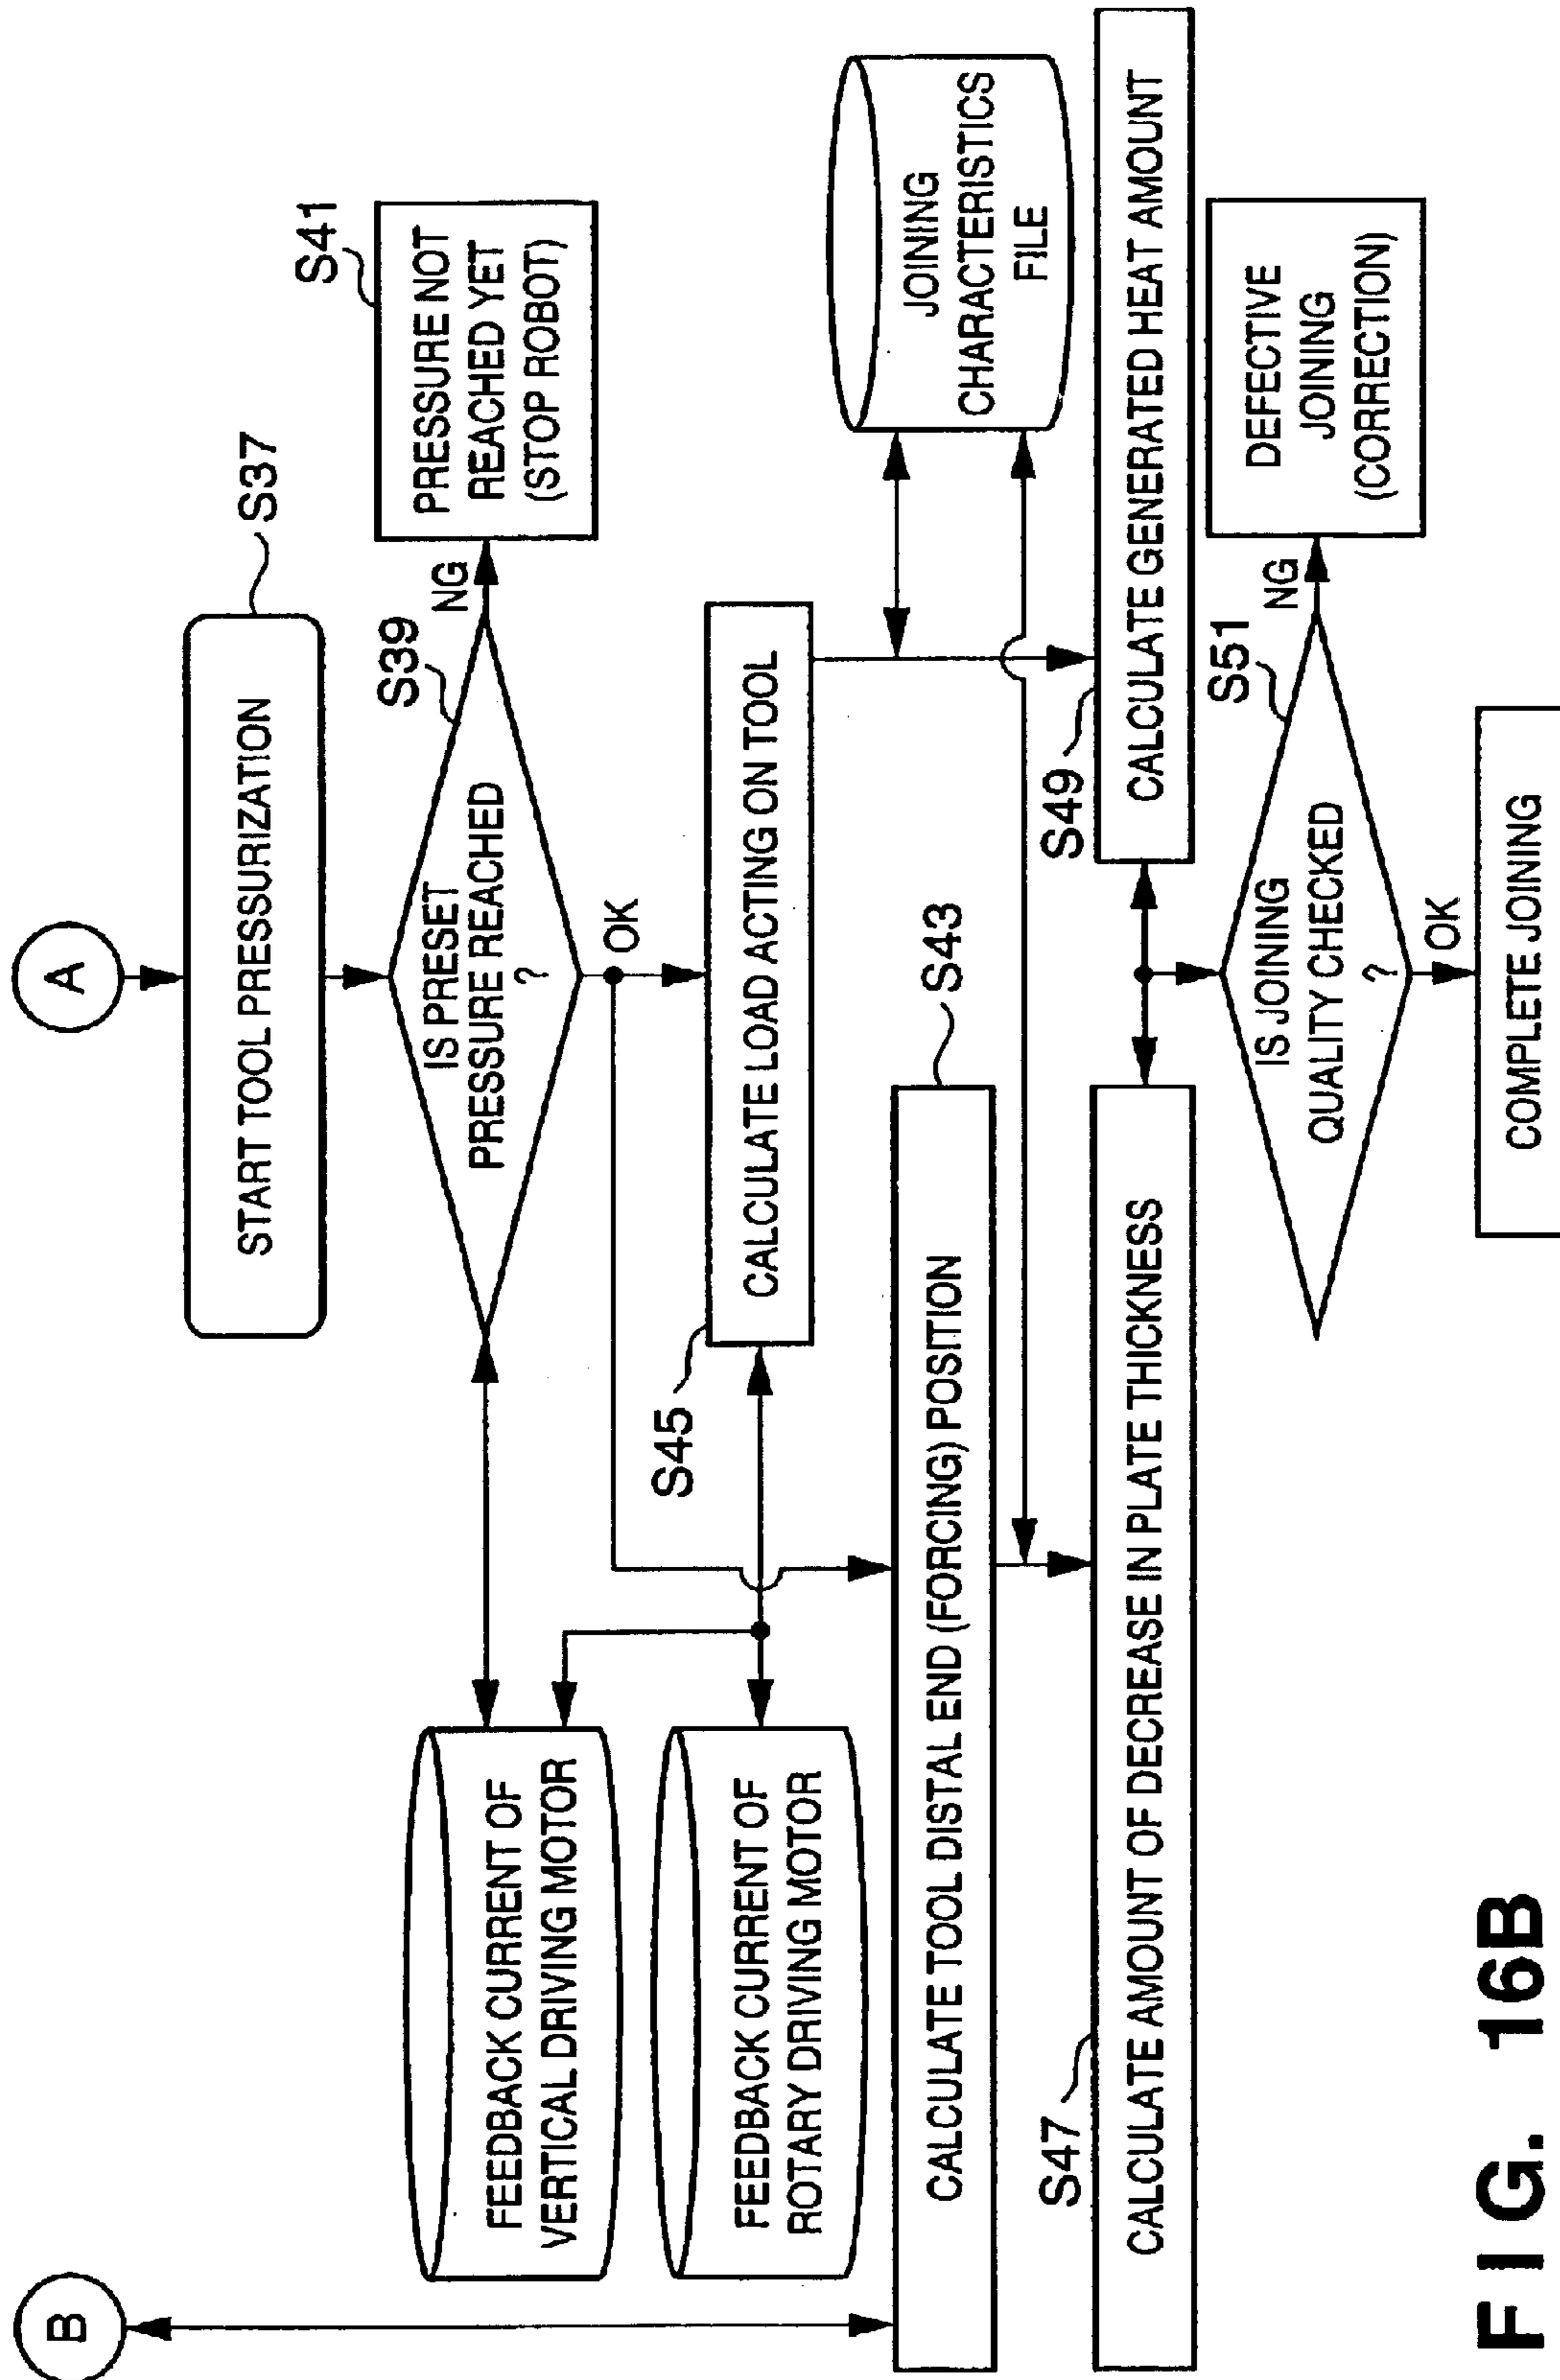 A
START TOOL PRESSURIZATION
S37
IS PRESET
PRESSURE REACHED
?
S39
NG
S41
PRESSURE NOT
REACHED YET
(STOP ROBOT)
OK
B
FEEDBACK CURRENT OF
VERTICAL DRIVING MOTOR
FEEDBACK CURRENT OF
ROTARY DRIVING MOTOR
S45
CALCULATE LOAD ACTING ON TOOL
JOINING
CHARACTERISTICS
FILE
CALCULATE TOOL DISTAL END (FORCING) POSITION
S43
S47
CALCULATE AMOUNT OF DECREASE IN PLATE THICKNESS
S49
CALCULATE GENERATED HEAT AMOUNT
IS JOINING
QUALITY CHECKED
?
S51
NG
DEFECTIVE
JOINING
(CORRECTION)
OK
COMPLETE JOINING
FIG. 16B